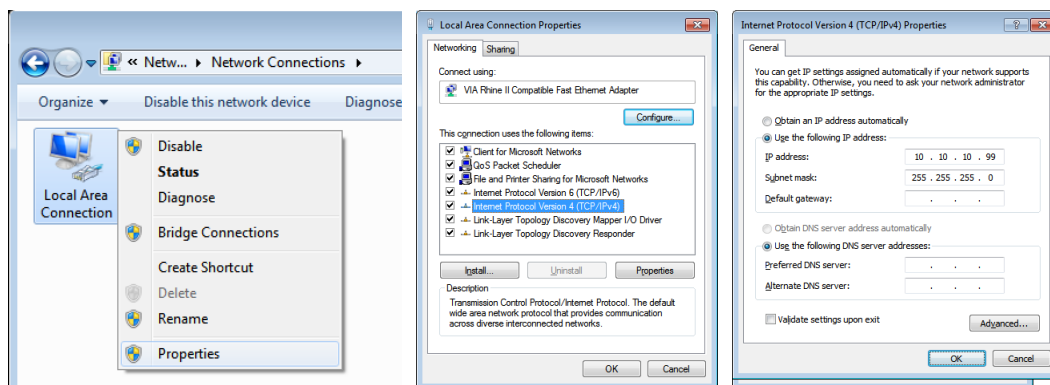 « Netw... ▸ Network Connections ▸
Organize ▾ Disable this network device Diagnose
Local Area
Connection
Disable
Status
Diagnose
Bridge Connections
Create Shortcut
Delete
Rename
Properties
Local Area Connection Properties
Networking Sharing
Connect using:
VIA Rhine II Compatible Fast Ethernet Adapter
Configure...
This connection uses the following items:
Client for Microsoft Networks
QoS Packet Scheduler
File and Printer Sharing for Microsoft Networks
Internet Protocol Version 6 (TCP/IPv6)
Internet Protocol Version 4 (TCP/IPv4)
Link-Layer Topology Discovery Mapper I/O Driver
Link-Layer Topology Discovery Responder
Install... Uninstall Properties
Description
Transmission Control Protocol/Internet Protocol. The default
wide area network protocol that provides communication
across diverse interconnected networks.
OK Cancel
Internet Protocol Version 4 (TCP/IPv4) Properties
General
You can get IP settings assigned automatically if your network supports
this capability. Otherwise, you need to ask your network administrator
for the appropriate IP settings.
Obtain an IP address automatically
Use the following IP address:
IP address: 10 . 10 . 10 . 99
Subnet mask: 255 . 255 . 255 . 0
Default gateway: . . .
Obtain DNS server address automatically
Use the following DNS server addresses:
Preferred DNS server: . . .
Alternate DNS server: . . .
Validate settings upon exit
Advanced...
OK Cancel